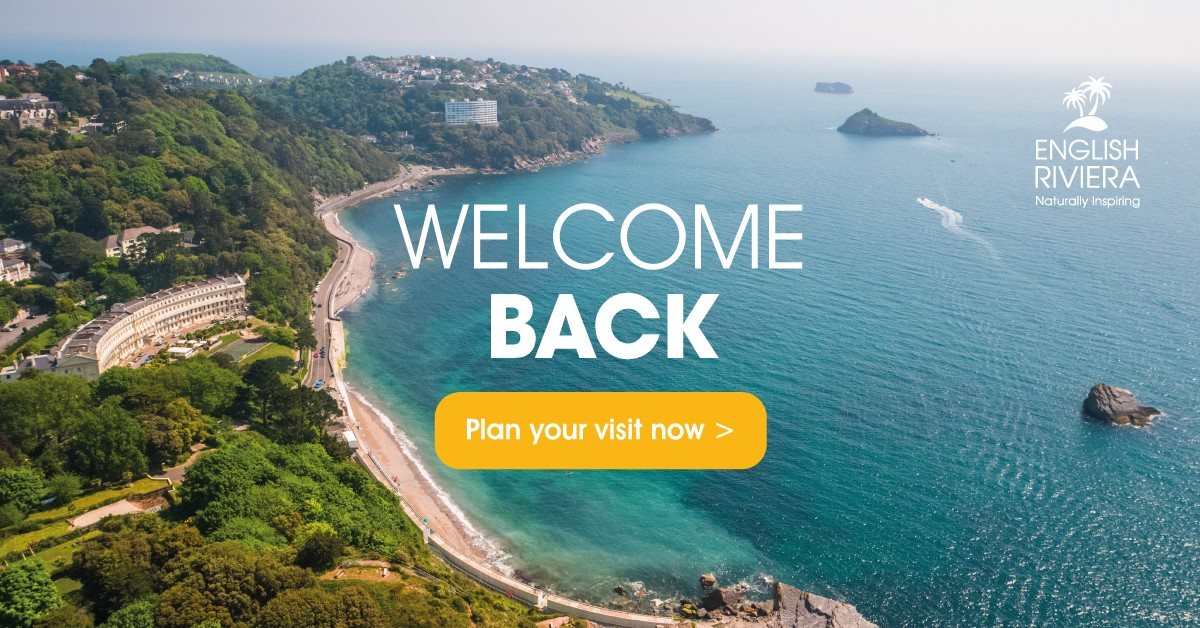 ENGLISH
RIVIERA
Naturally Inspiring
WELCOME
BACK
Plan your visit now >